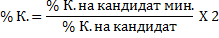 % К. на кандидат мин.
% К. = X 2
% К. на кандидат